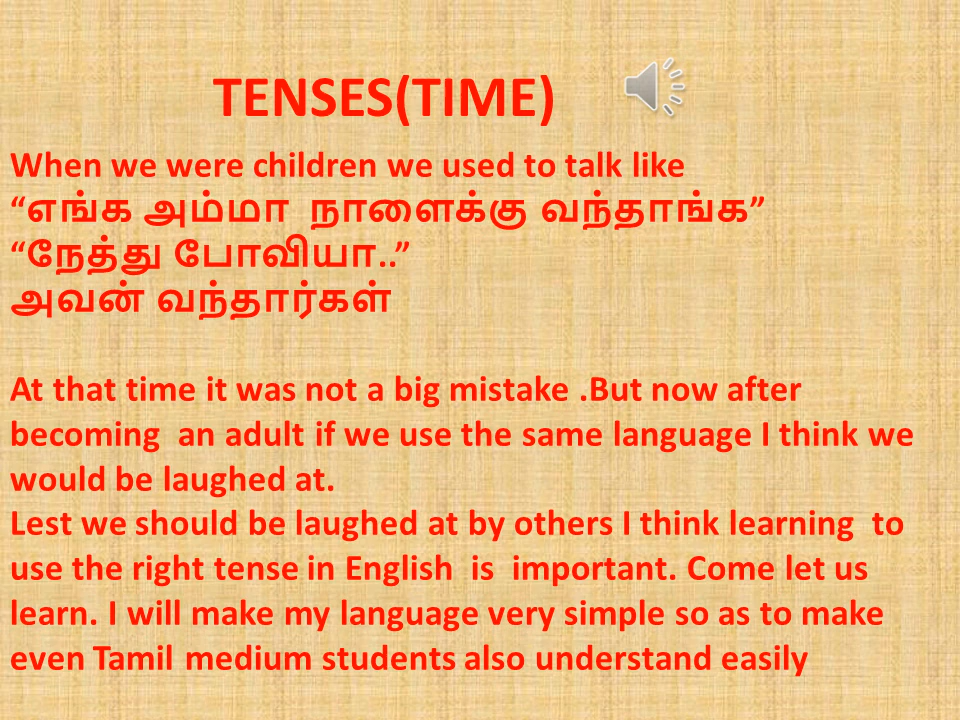 TENSES(TIME)
When we were children we used to talk like
“எங்க அம்மா நாளைக்கு வந்தாங்க”
“நேத்து போவியா..”
அவன் வந்தார்கள்
At that time it was not a big mistake .But now after
becoming an adult if we use the same language I think we
would be laughed at.
Lest we should be laughed at by others I think learning to
use the right tense in English is important. Come let us
learn. I will make my language very simple so as to make
even Tamil medium students also understand easily